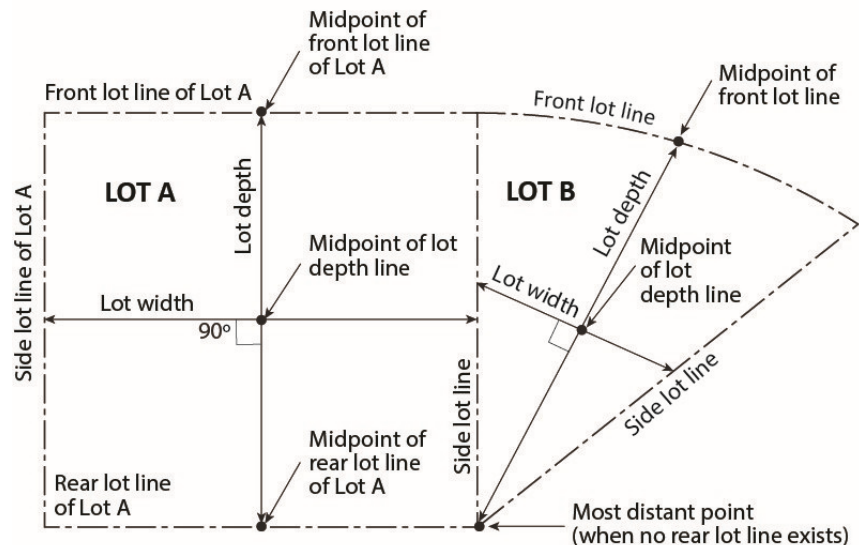 Midpoint of
front lot line
of Lot A
Front lot line of Lot A
Midpoint of
front lot line
Front lot line
LOT A
LOT B
Side lot line of Lot A
Lot depth
Lot depth
Midpoint of lot
depth line
Midpoint
of lot
depth line
Lot width
Lot width
90º
Side lot line
Side lot line
Midpoint of
rear lot line
of Lot A
Rear lot line
of Lot A
Most distant point
(when no rear lot line exists)